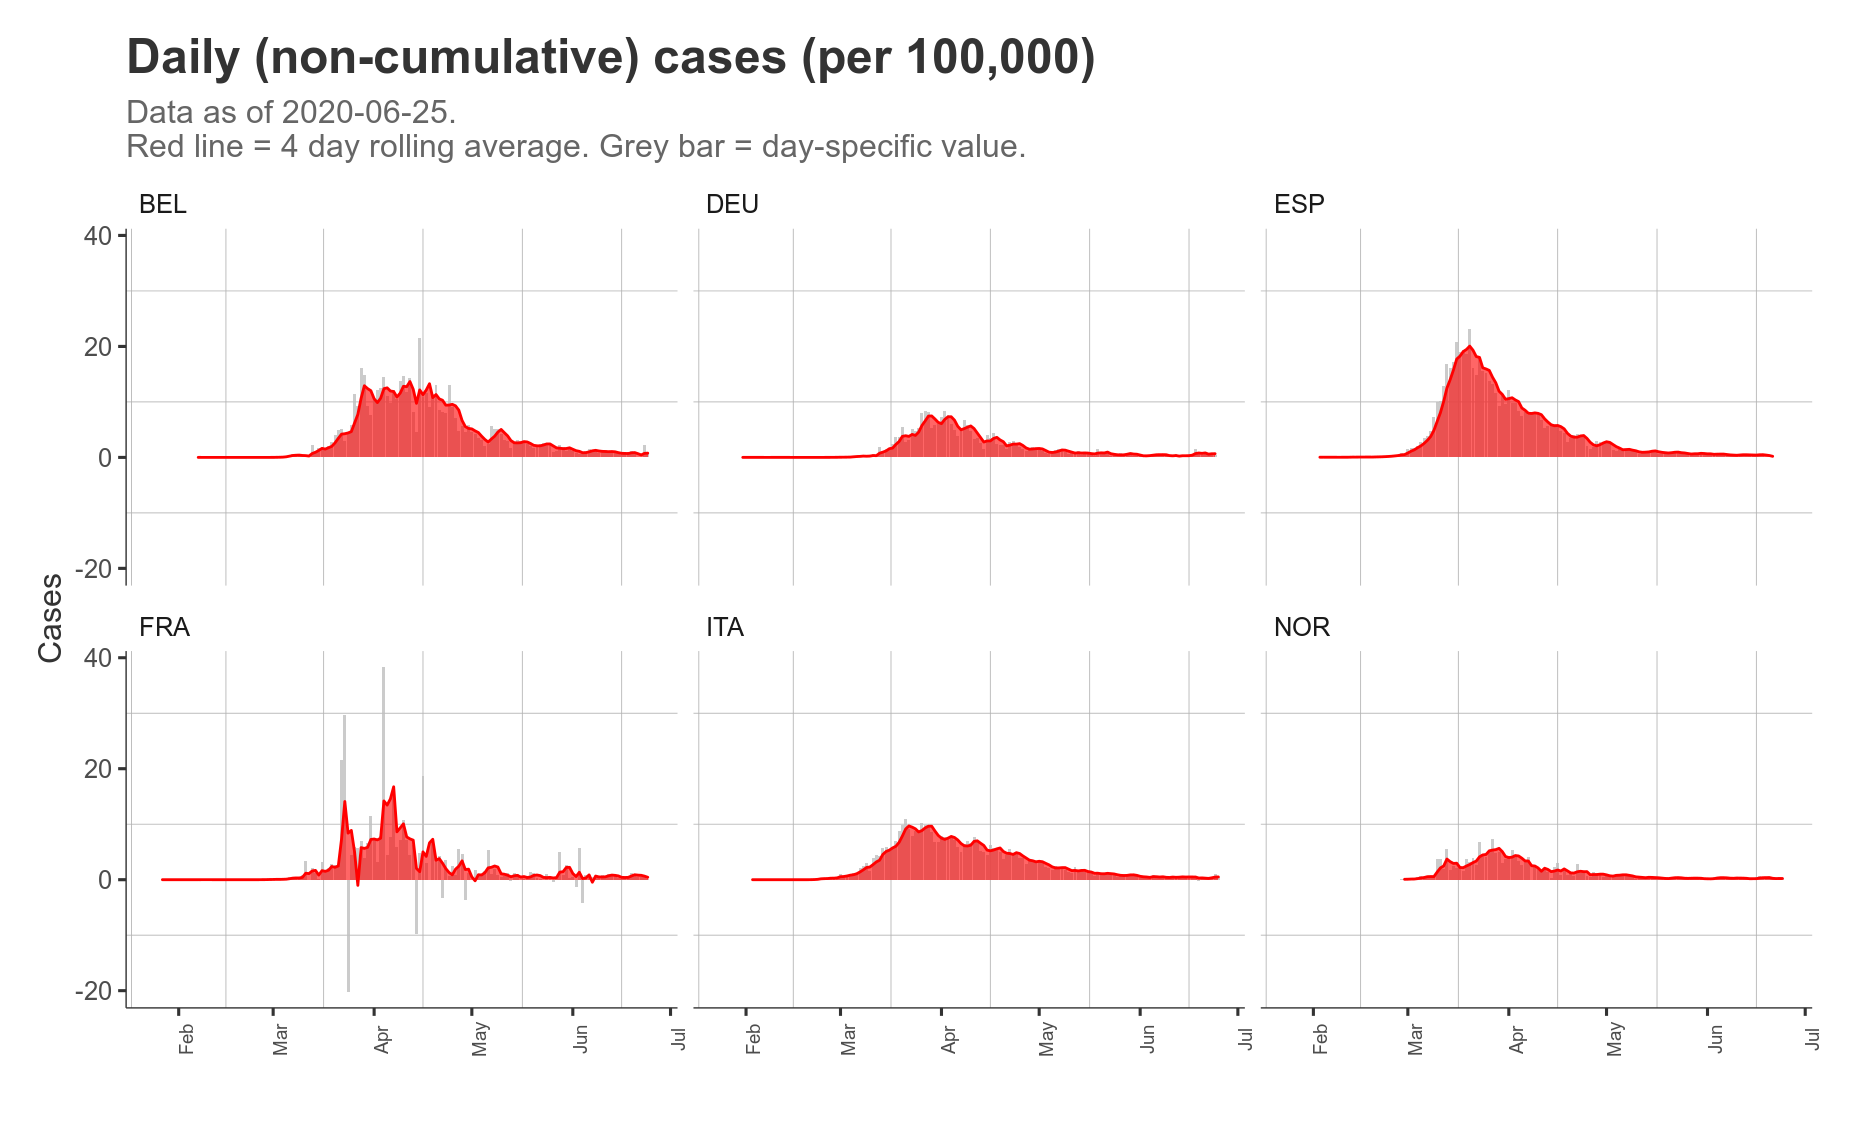 Daily (non-cumulative) cases (per 100,000)
Data as of 2020-06-25.
Red line = 4 day rolling average. Grey bar = day-specific value.
BEL
DEU
ESP
40
20
0
-20
Cases
FRA
ITA
NOR
40
20
0
-20
Feb
Mar
Apr
May
Jun
Jul
Feb
Mar
Apr
May
Jun
Jul
Feb
Mar
Apr
May
Jun
Jul